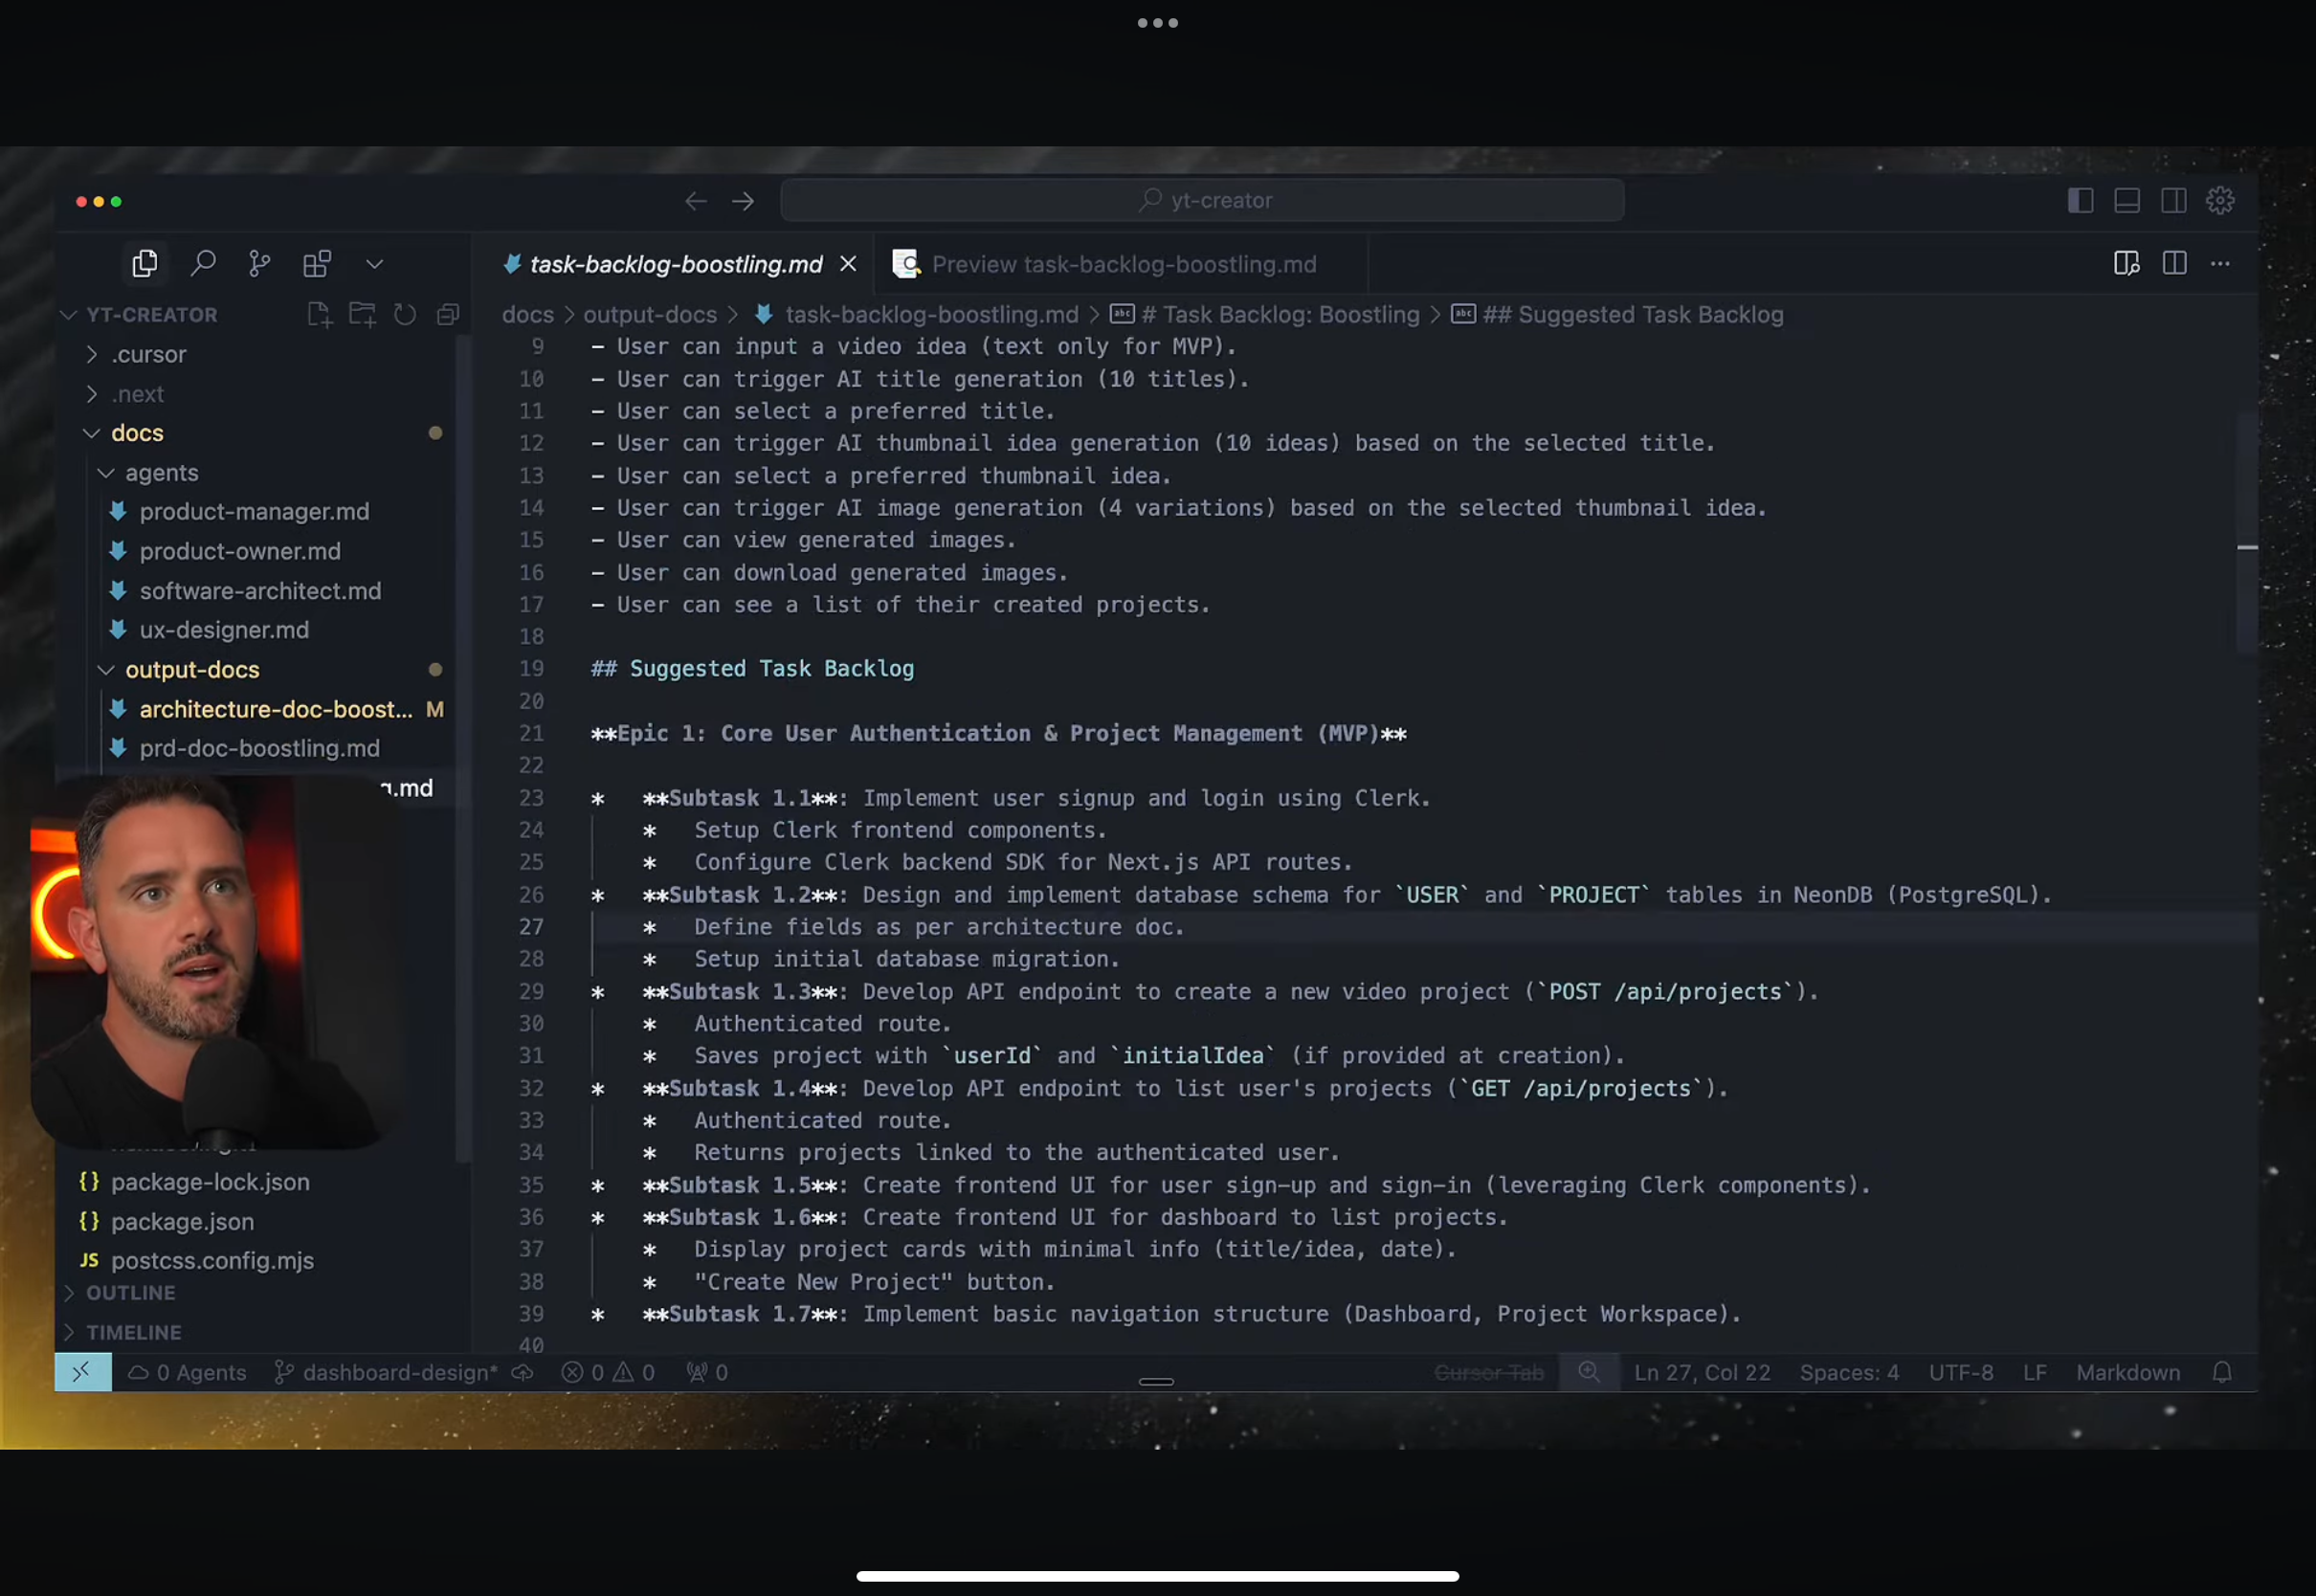 yt-creator
task-backlog-boostling.md
Preview task-backlog-boostling.md
YT-CREATOR
docs > output-docs > task-backlog-boostling.md > # Task Backlog: Boostling > ## Suggested Task Backlog
.cursor
.next
docs
agents
product-manager.md
product-owner.md
software-architect.md
ux-designer.md
output-docs
architecture-doc-boost... M
prd-doc-boostling.md
g.md
package-lock.json
package.json
postcss.config.mjs
OUTLINE
TIMELINE
9 - User can input a video idea (text only for MVP).
10 - User can trigger AI title generation (10 titles).
11 - User can select a preferred title.
12 - User can trigger AI thumbnail idea generation (10 ideas) based on the selected title.
13 - User can select a preferred thumbnail idea.
14 - User can trigger AI image generation (4 variations) based on the selected thumbnail idea.
15 - User can view generated images.
16 - User can download generated images.
17 - User can see a list of their created projects.
18
19 ## Suggested Task Backlog
20
21 **Epic 1: Core User Authentication & Project Management (MVP)**
22
23 * **Subtask 1.1**: Implement user signup and login using Clerk.
24 * Setup Clerk frontend components.
25 * Configure Clerk backend SDK for Next.js API routes.
26 * **Subtask 1.2**: Design and implement database schema for `USER` and `PROJECT` tables in NeonDB (PostgreSQL).
27 * Define fields as per architecture doc.
28 * Setup initial database migration.
29 * **Subtask 1.3**: Develop API endpoint to create a new video project (`POST /api/projects`).
30 * Authenticated route.
31 * Saves project with `userId` and `initialIdea` (if provided at creation).
32 * **Subtask 1.4**: Develop API endpoint to list user's projects (`GET /api/projects`).
33 * Authenticated route.
34 * Returns projects linked to the authenticated user.
35 * **Subtask 1.5**: Create frontend UI for user sign-up and sign-in (leveraging Clerk components).
36 * **Subtask 1.6**: Create frontend UI for dashboard to list projects.
37 * Display project cards with minimal info (title/idea, date).
38 * "Create New Project" button.
39 * **Subtask 1.7**: Implement basic navigation structure (Dashboard, Project Workspace).
40
0 Agents dashboard-design* 0 0 0 Cursor Tab Ln 27, Col 22 Spaces: 4 UTF-8 LF Markdown